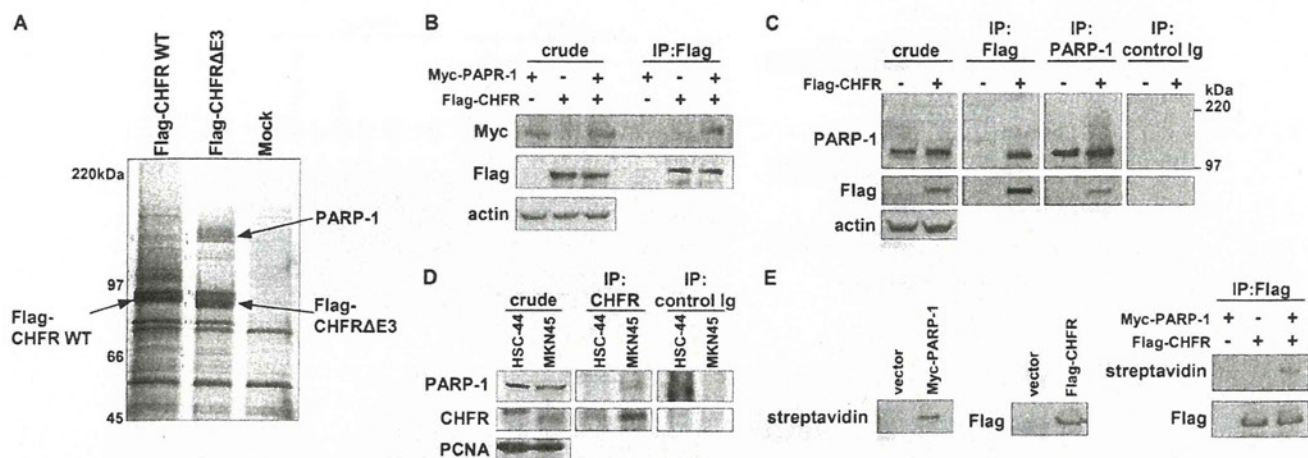 A
Flag-CHFR WT
Flag-CHFRΔE3
Mock
220kDa
PARP-1
97
Flag-
CHFR WT
Flag-
CHFRΔE3
66
45
B
crude
IP:Flag
Myc-PAPR-1 + - + + - +
Flag-CHFR - + + - + +
Myc
Flag
actin
C
crude
IP:
Flag
IP:
PARP-1
IP:
control Ig
Flag-CHFR - + - + - + - +
kDa
220
PARP-1
97
Flag
actin
D
crude
IP:
CHFR
IP:
control Ig
HSC-44
MKN45
HSC-44
MKN45
HSC-44
MKN45
PARP-1
CHFR
PCNA
E
vector
Myc-PARP-1
streptavidin
vector
Flag-CHFR
Flag
IP:Flag
Myc-PARP-1 + - +
Flag-CHFR - + +
streptavidin
Flag